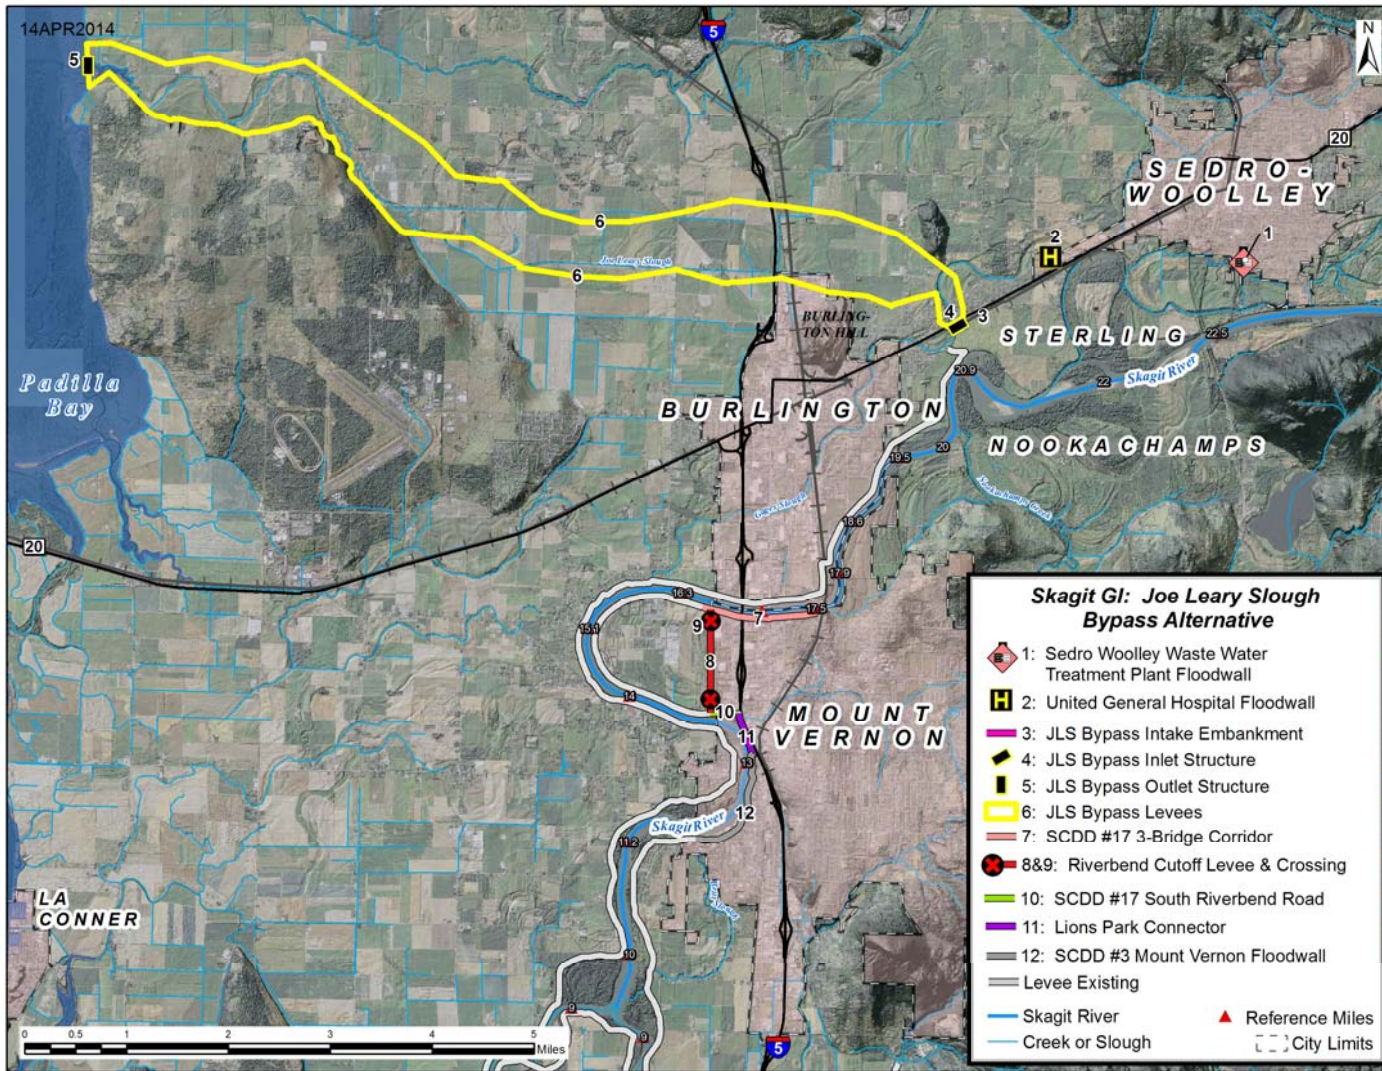 14APR2014
5
5
N
20
SEDRO-
WOOLLEY
6
2
1
H
Joe Leary Slough
6
4
3
BURLING-
TON HILL
STERLING
22.5
20.9
22
Skagit River
Padilla
Bay
BURLINGTON
NOOKACHAMPS
20
19.5
Nookachamps Creek
Gages Slough
18.6
20
17.9
16.3
17.5
7
9
15.1
8
14
10
MOUNT
VERNON
11
13
12
Skagit River
11.2
LA
CONNER
10
9
9
0 0.5 1 2 3 4 5
Miles
5
Skagit GI: Joe Leary Slough
Bypass Alternative
1: Sedro Woolley Waste Water
Treatment Plant Floodwall
H 2: United General Hospital Floodwall
3: JLS Bypass Intake Embankment
4: JLS Bypass Inlet Structure
5: JLS Bypass Outlet Structure
6: JLS Bypass Levees
7: SCDD #17 3-Bridge Corridor
8&9: Riverbend Cutoff Levee & Crossing
10: SCDD #17 South Riverbend Road
11: Lions Park Connector
12: SCDD #3 Mount Vernon Floodwall
Levee Existing
Skagit River
Reference Miles
Creek or Slough
City Limits